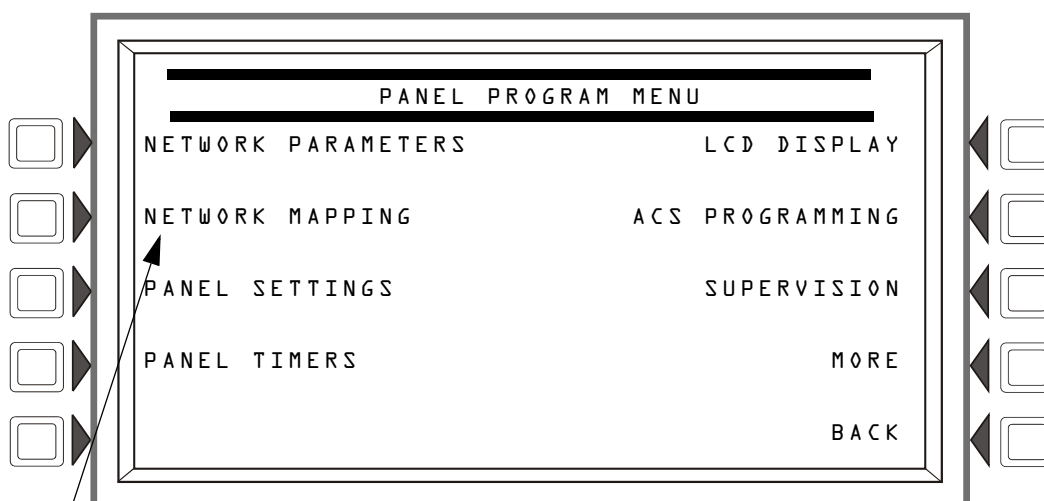 PANEL PROGRAM MENU
NETWORK PARAMETERS LCD DISPLAY
NETWORK MAPPING ACS PROGRAMMING
PANEL SETTINGS SUPERVISION
PANEL TIMERS MORE
BACK